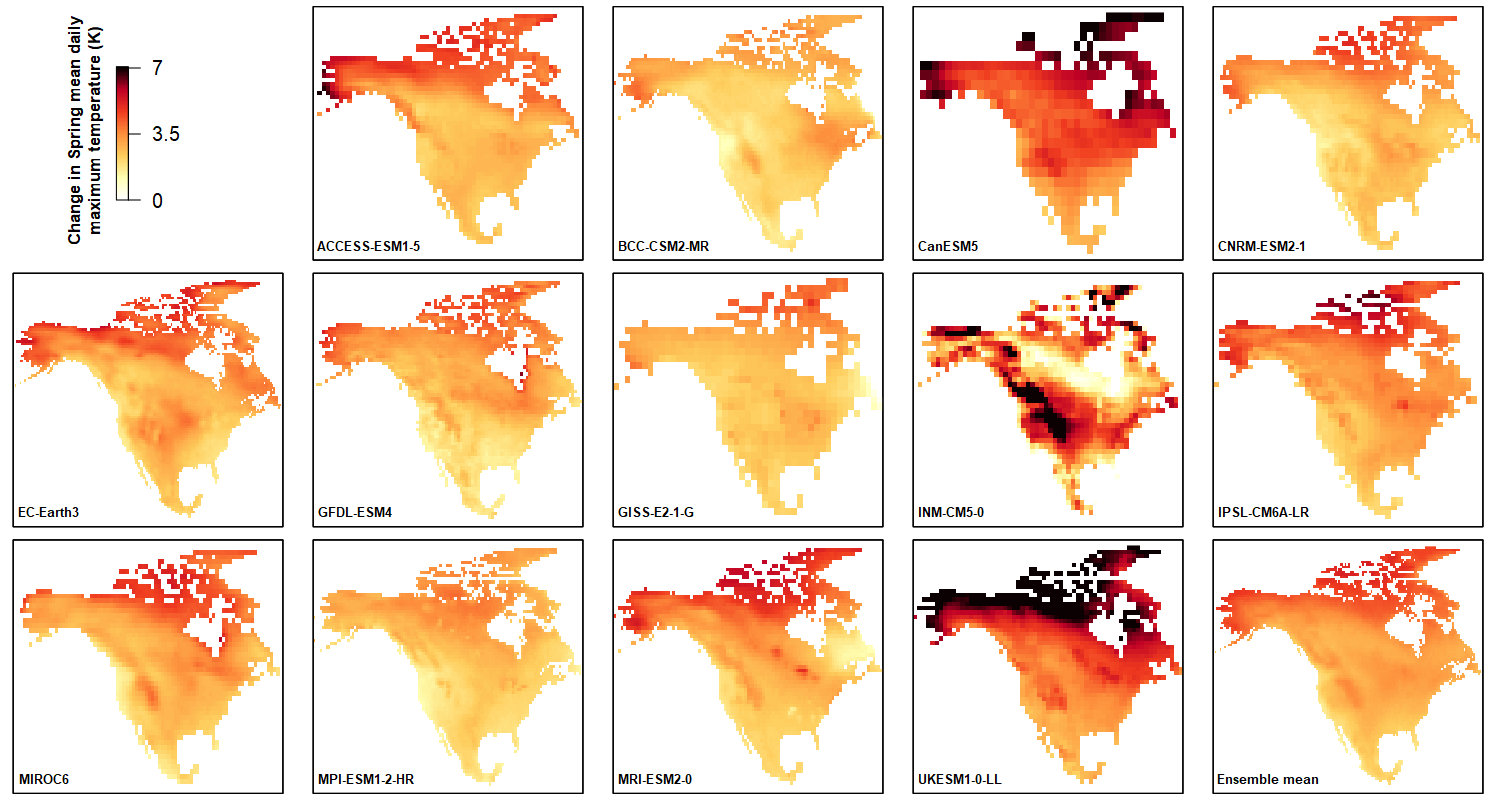 Change in Spring mean daily
maximum temperature (K)
7
3.5
0
ACCESS-ESM1-5
BCC-CSM2-MR
CanESM5
CNRM-ESM2-1
EC-Earth3
GFDL-ESM4
GISS-E2-1-G
INM-CM5-0
IPSL-CM6A-LR
MIROC6
MPI-ESM1-2-HR
MRI-ESM2-0
UKESM1-0-LL
Ensemble mean